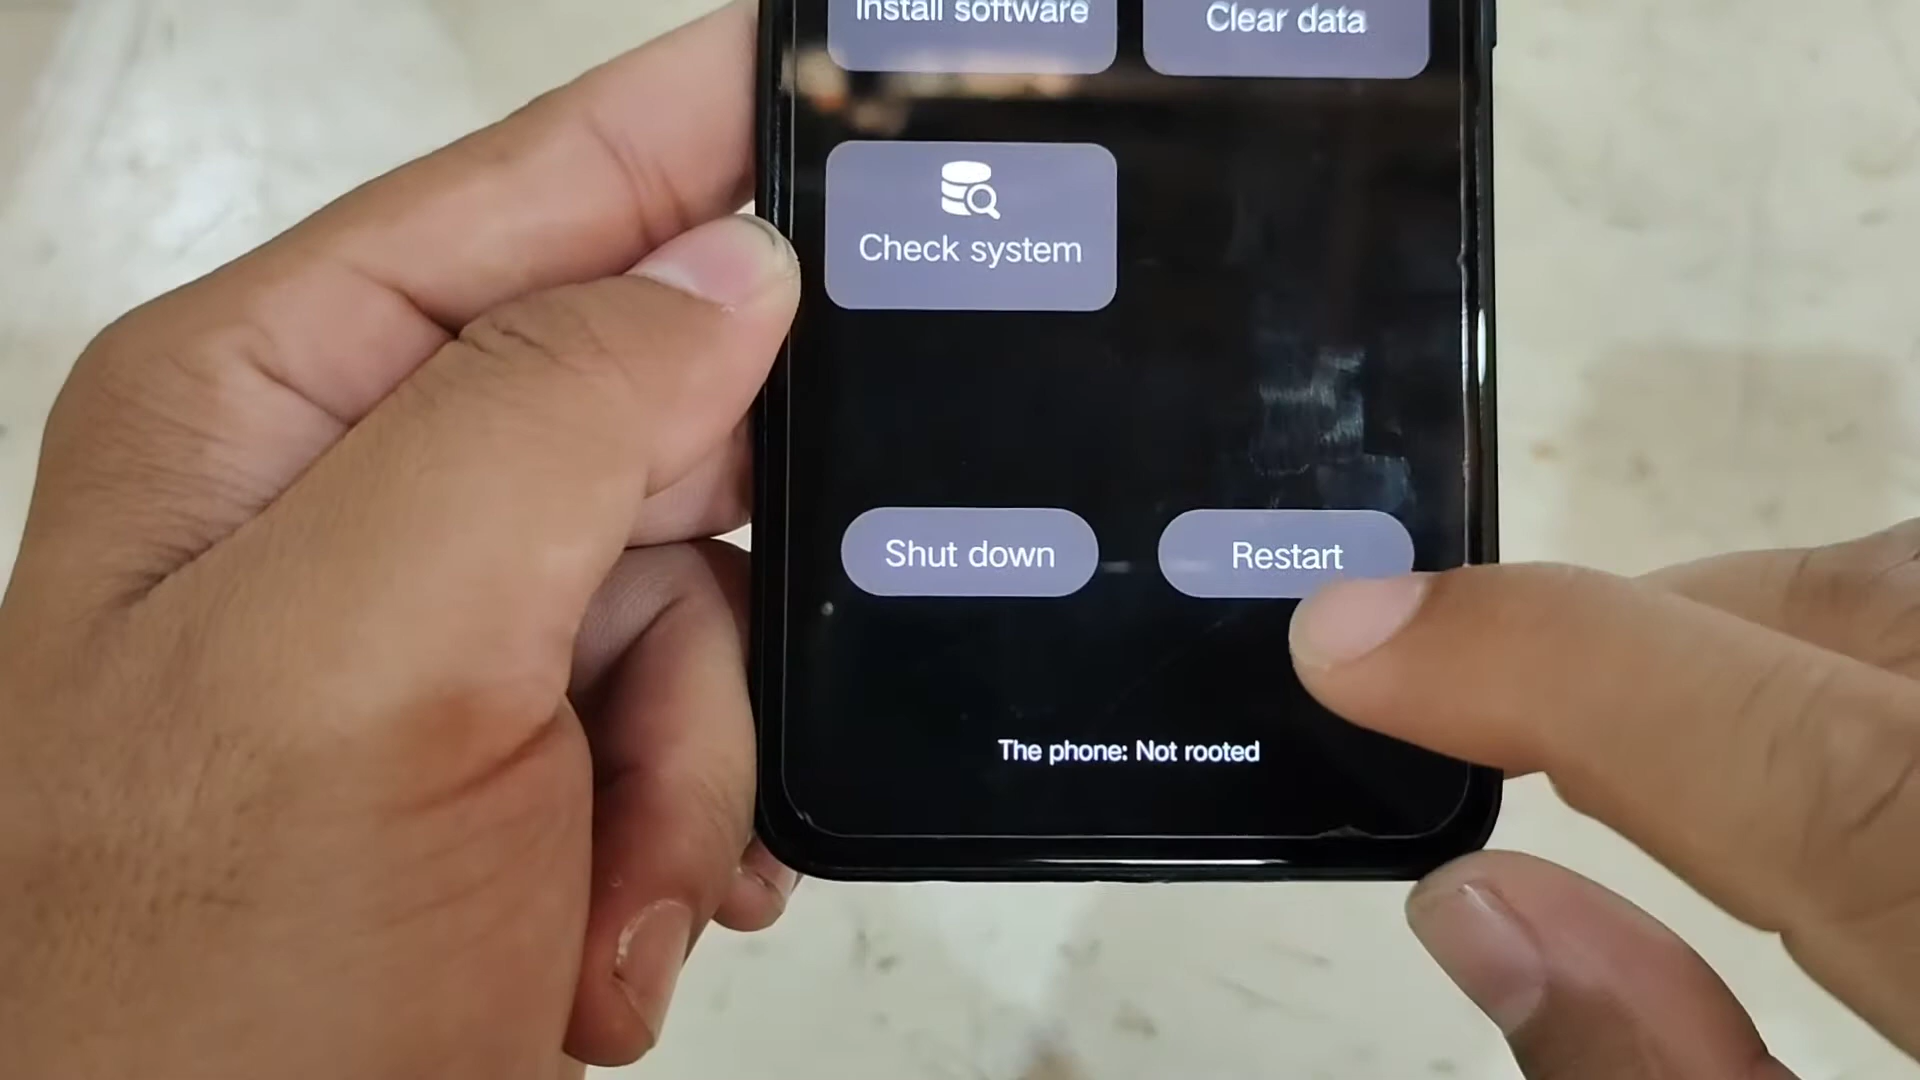 Install software
Clear data
Check system
Shut down
Restart
The phone: Not rooted